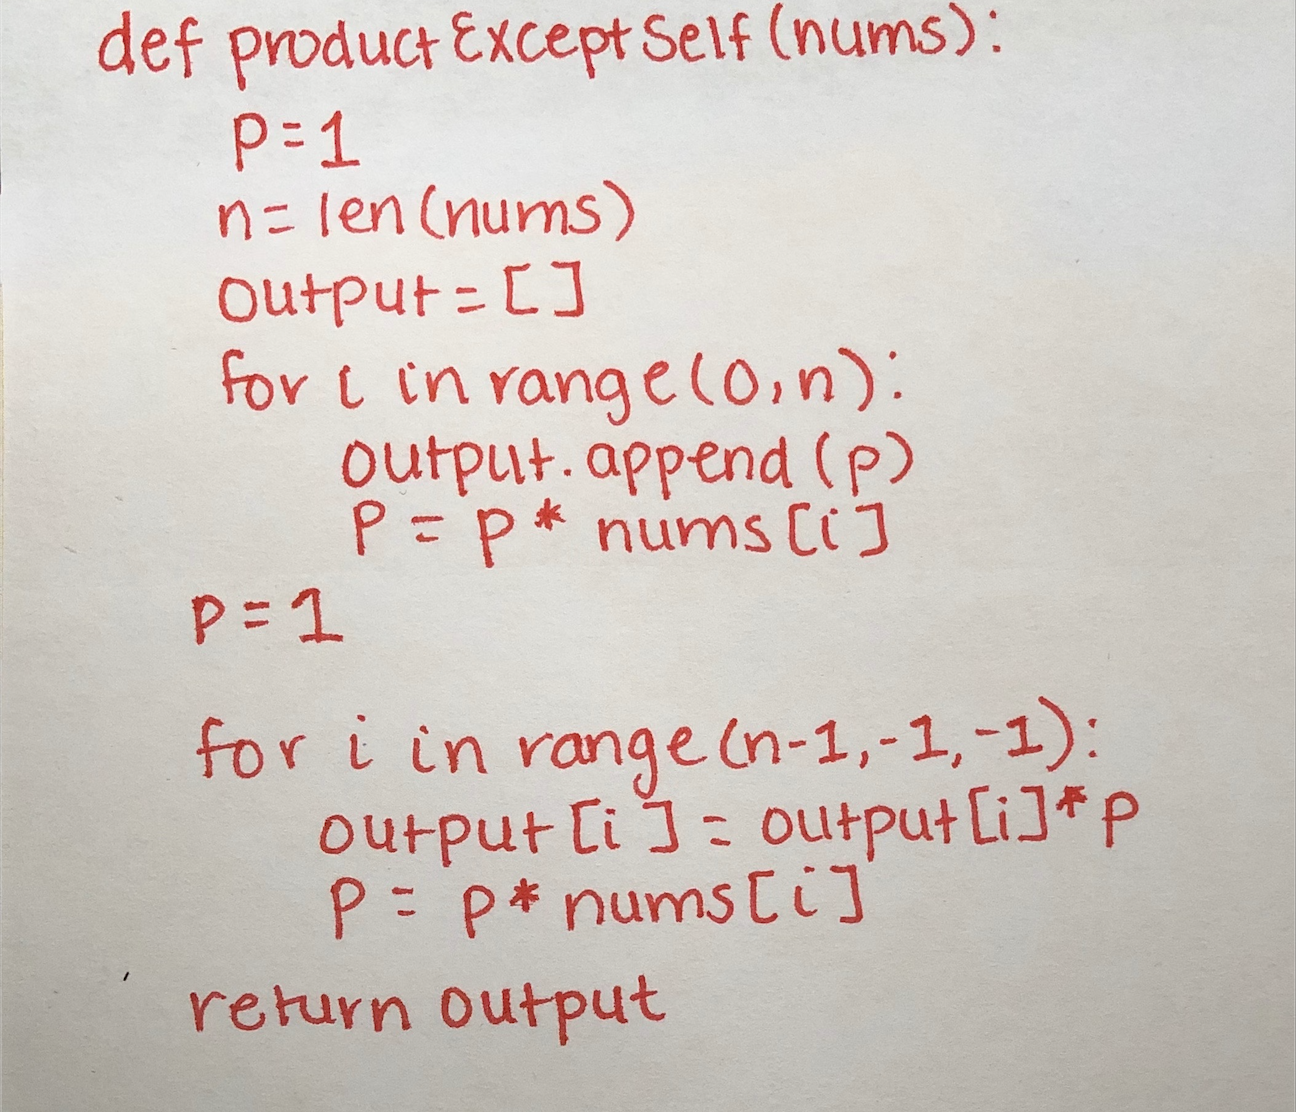 def productExceptSelf(nums):
p=1
n=len(nums)
output=[]
for i in range(0,n):
output.append(p)
p = p * nums[i]
p=1
for i in range(n-1,-1,-1):
output[i] = output[i]*p
p = p* nums[i]
return output